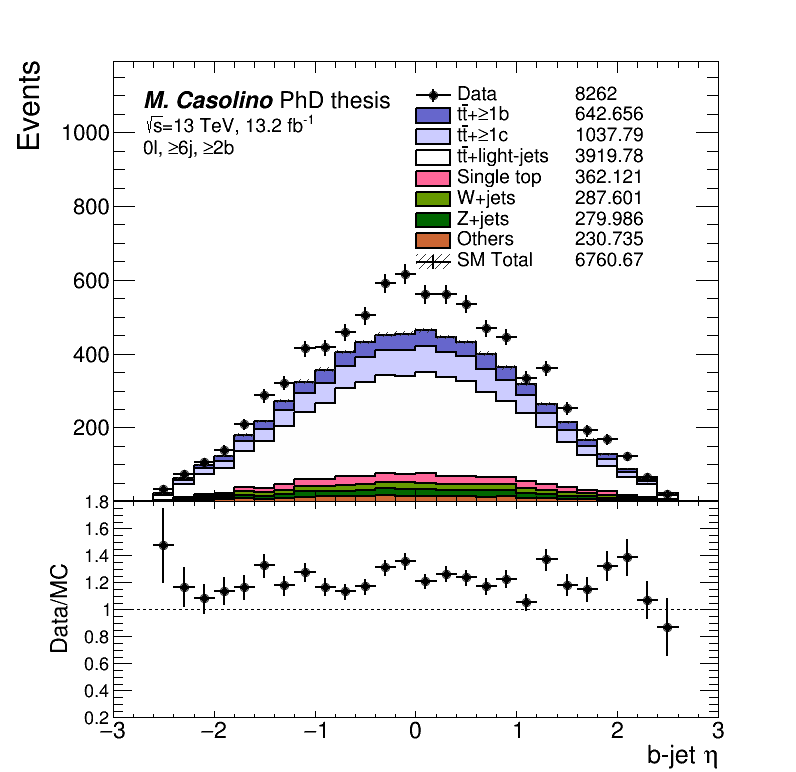 Events
M. Casolino PhD thesis
√s=13 TeV, 13.2 fb-1
0l, ≥6j, ≥2b
Data 8262
tt̄+≥1b 642.656
tt̄+≥1c 1037.79
tt̄+light-jets 3919.78
Single top 362.121
W+jets 287.601
Z+jets 279.986
Others 230.735
SM Total 6760.67
1000
800
600
400
200
Data/MC
1.8
1.6
1.4
1.2
1
0.8
0.6
0.4
0.2
−3 −2 −1 0 1 2 3
b-jet η